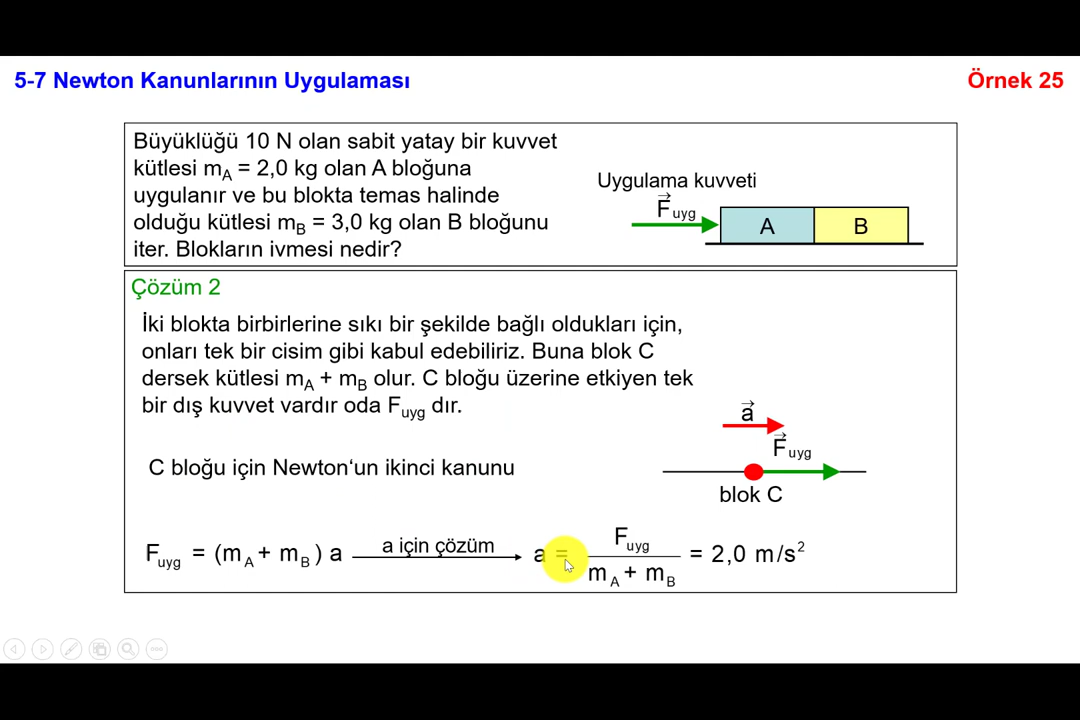 5-7 Newton Kanunlarının Uygulaması
Örnek 25
Büyüklüğü 10 N olan sabit yatay bir kuvvet
kütlesi mA = 2,0 kg olan A bloğuna
uygulanır ve bu blokta temas halinde
olduğu kütlesi mB = 3,0 kg olan B bloğunu
iter. Blokların ivmesi nedir?
Uygulama kuvveti
F⃗uyg
A
B
Çözüm 2
İki blokta birbirlerine sıkı bir şekilde bağlı oldukları için,
onları tek bir cisim gibi kabul edebiliriz. Buna blok C
dersek kütlesi mA + mB olur. C bloğu üzerine etkiyen tek
bir dış kuvvet vardır oda Fuyg dır.
a⃗
F⃗uyg
blok C
C bloğu için Newton‘un ikinci kanunu
Fuyg = (mA + mB) a a için çözüm a = Fuyg / mA + mB = 2,0 m/s²